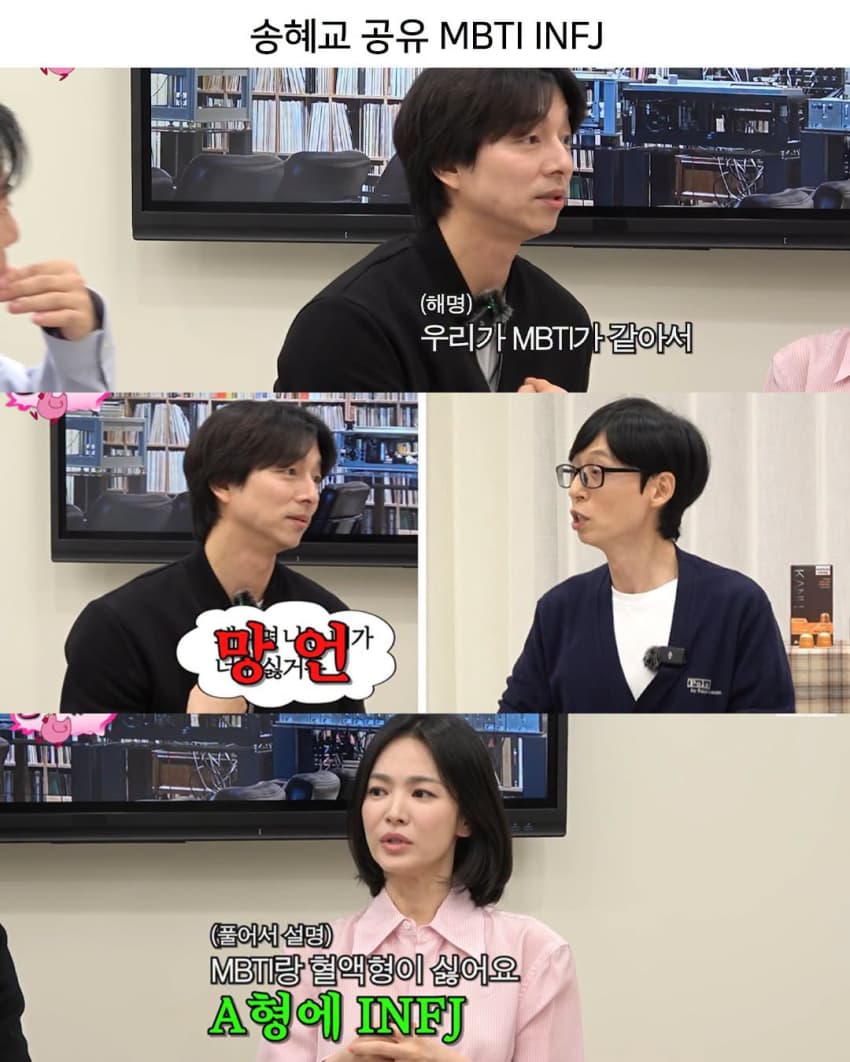 송혜교 공유 MBTI INFJ
(해명)
우리가 MBTI가 같아서
망언
KANU
(풀어서 설명)
MBTI랑 혈액형이 싫어요
A형에 INFJ